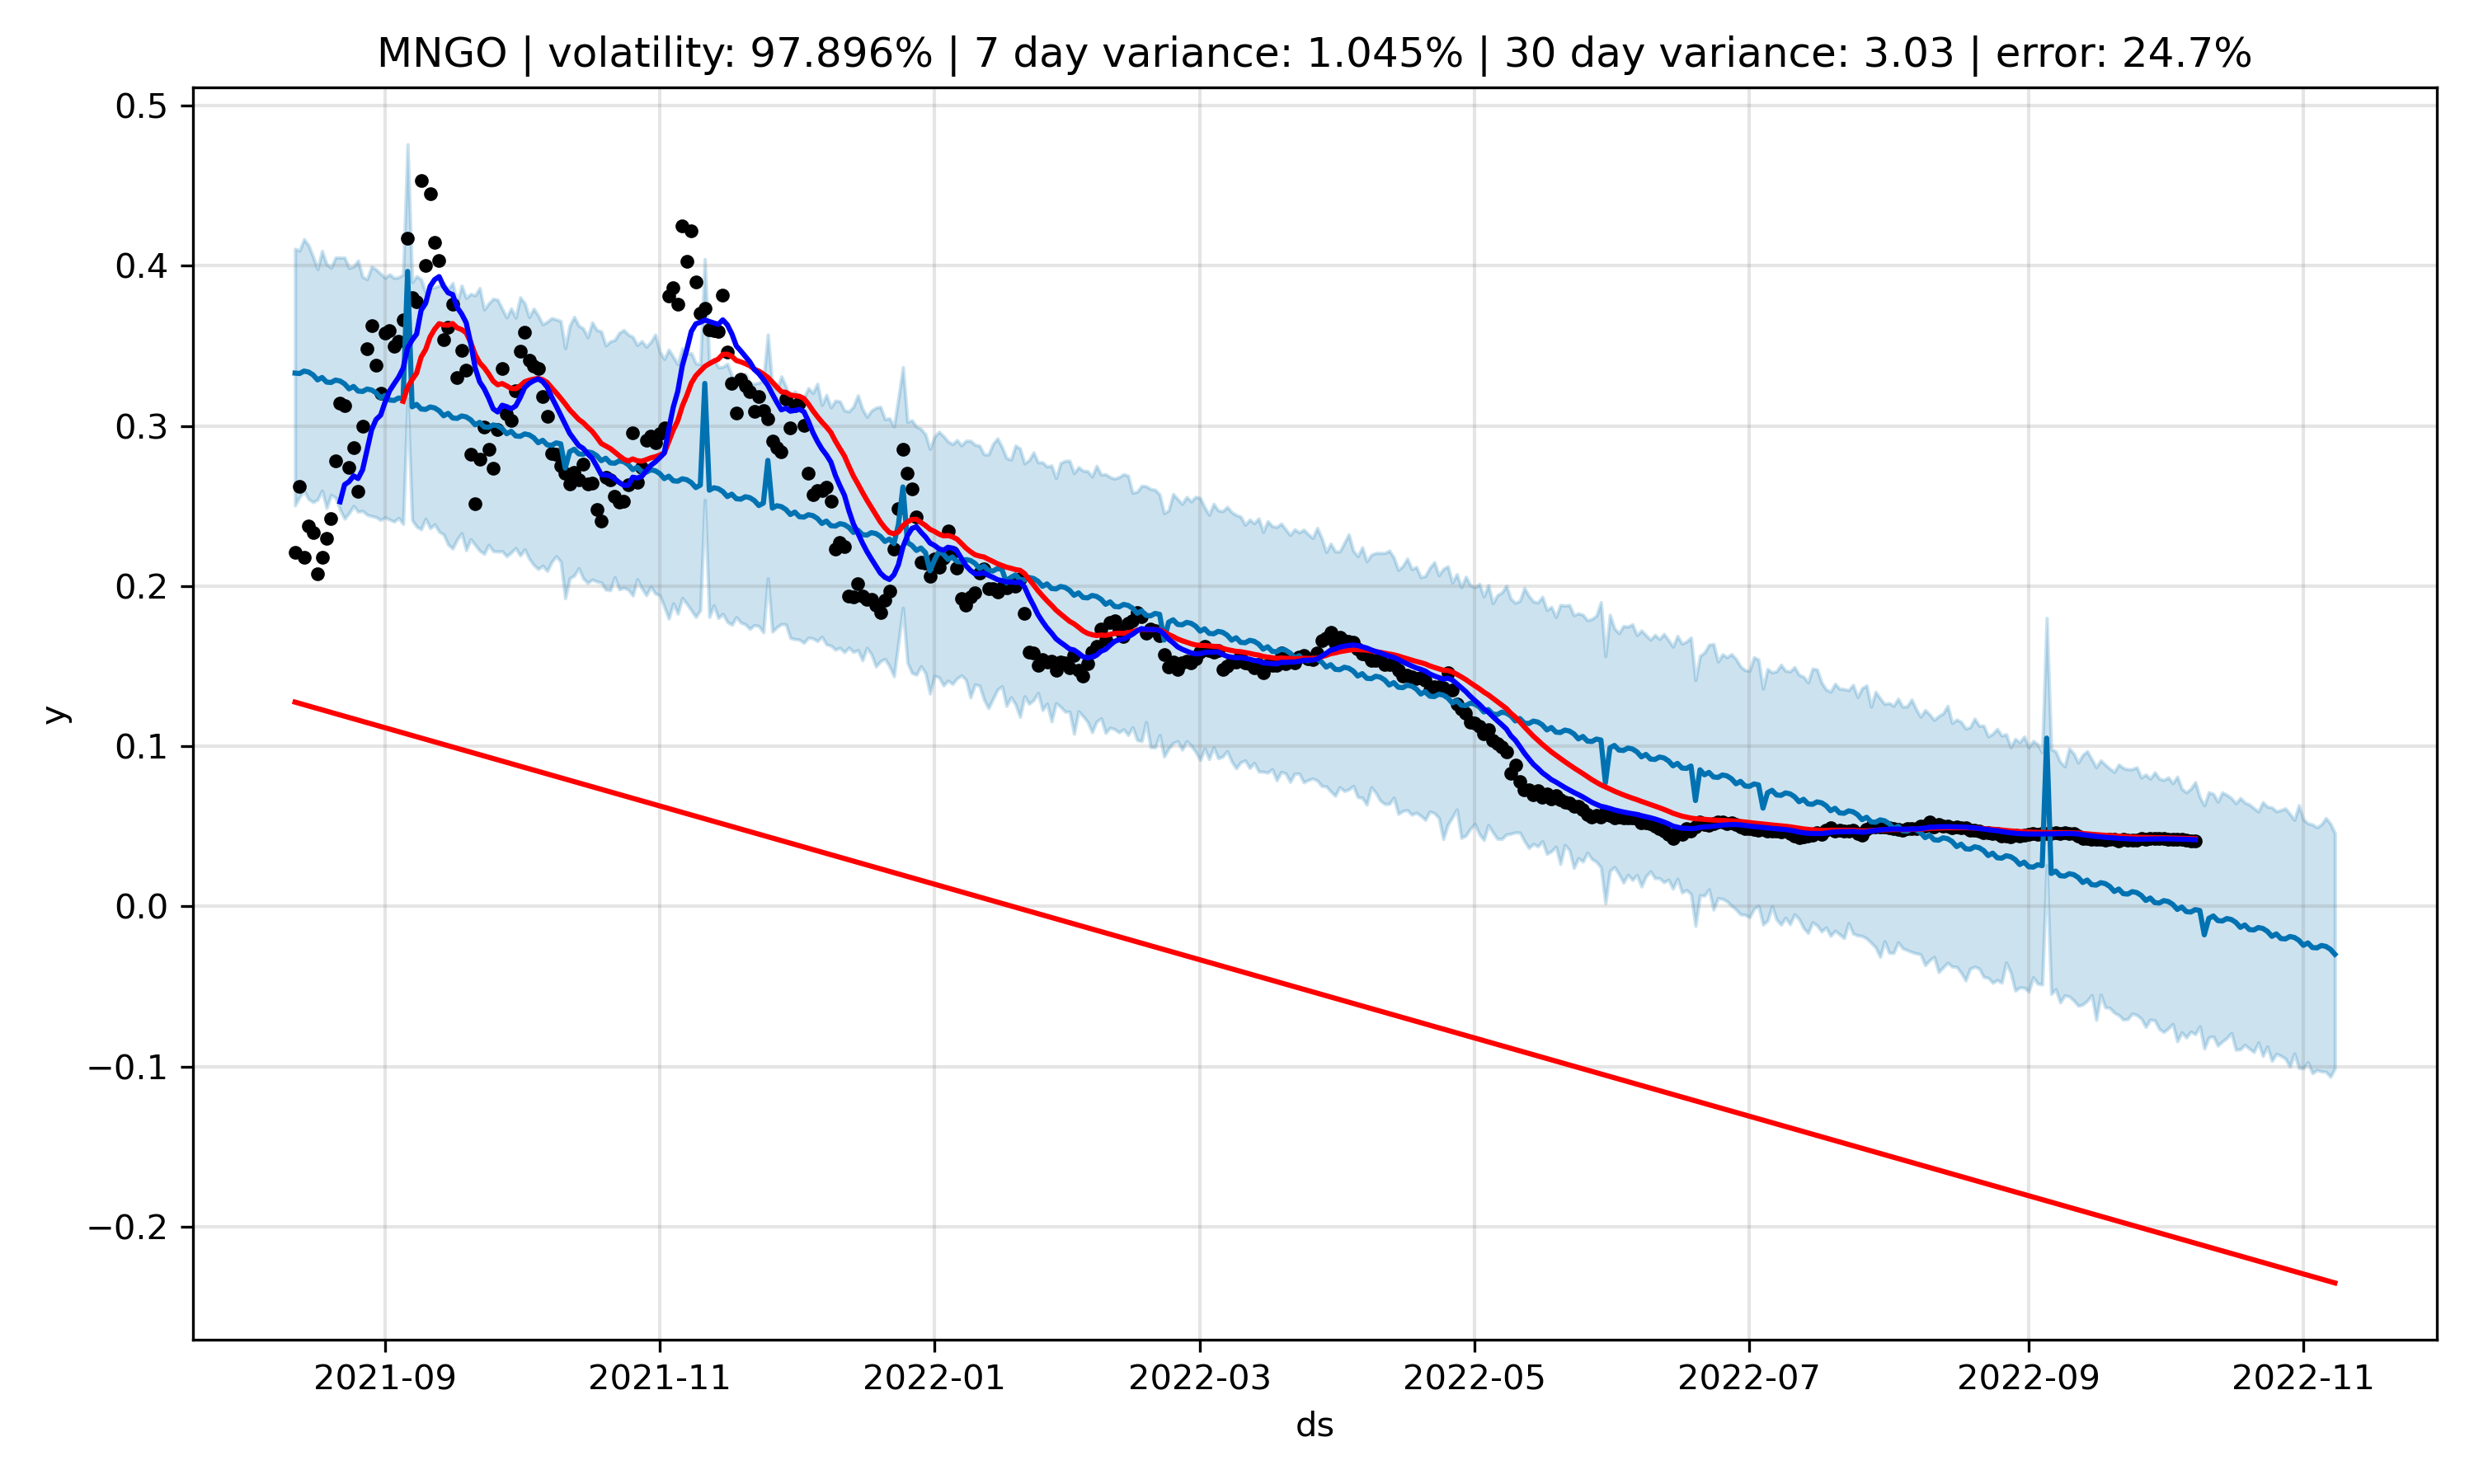 MNGO | volatility: 97.896% | 7 day variance: 1.045% | 30 day variance: 3.03 | error: 24.7%
0.5
0.4
0.3
0.2
0.1
0.0
−0.1
−0.2
y
2021-09 2021-11 2022-01 2022-03 2022-05 2022-07 2022-09 2022-11
ds